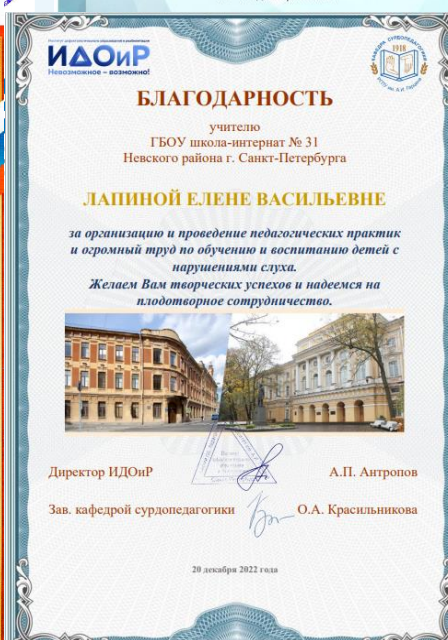 ИДОиР
Невозможное – возможно!
1918
БЛАГОДАРНОСТЬ
учителю
ГБОУ школа-интернат № 31
Невского района г. Санкт-Петербурга
ЛАПИНОЙ ЕЛЕНЕ ВАСИЛЬЕВНЕ
за организацию и проведение педагогических практик
и огромный труд по обучению и воспитанию детей с
нарушениями слуха.
Желаем Вам творческих успехов и надеемся на
плодотворное сотрудничество.
Директор ИДОиР А.П. Антропов
Зав. кафедрой сурдопедагогики О.А. Красильникова
20 декабря 2022 года